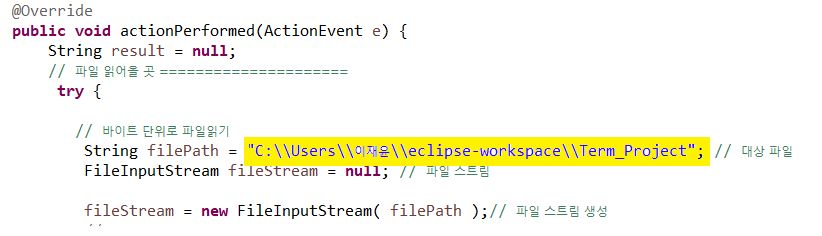 @Override
public void actionPerformed(ActionEvent e) {
String result = null;
// 파일 읽어올 곳 ======================
try {
// 바이트 단위로 파일읽기
String filePath = "C:\\Users\\이재윤\\eclipse-workspace\\Term_Project"; // 대상 파일
FileInputStream fileStream = null; // 파일 스트림
fileStream = new FileInputStream( filePath );// 파일 스트림 생성